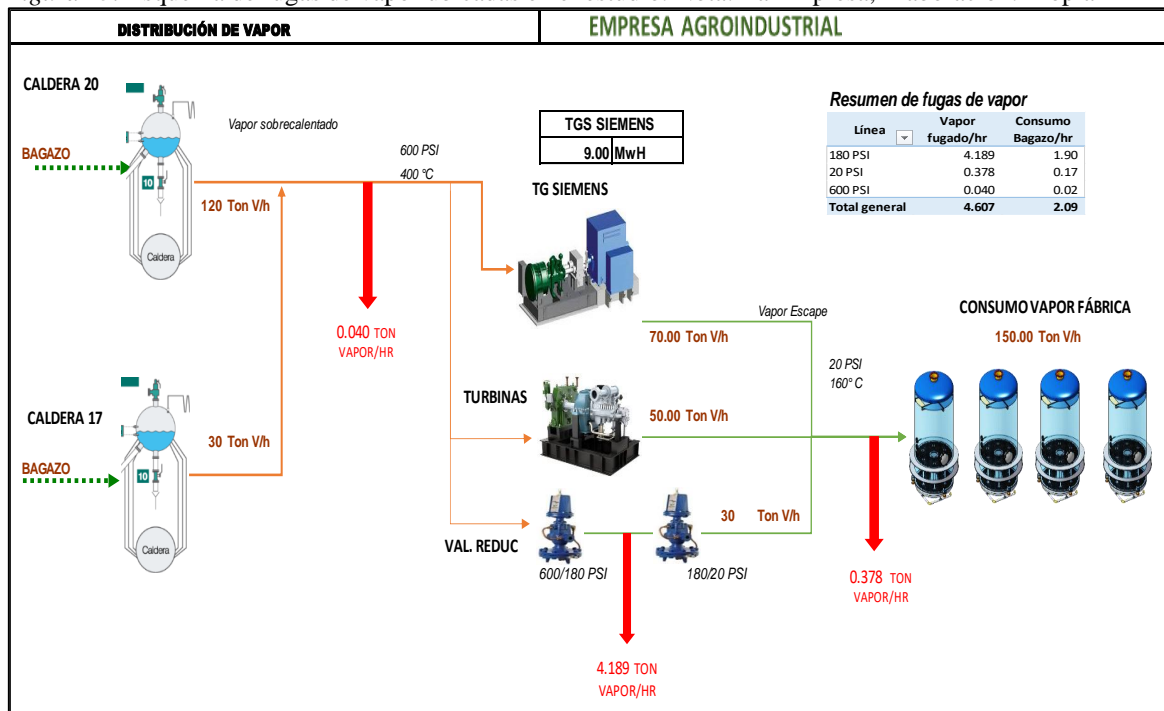 DISTRIBUCIÓN DE VAPOR
EMPRESA AGROINDUSTRIAL
CALDERA 20
BAGAZO
10
Caldera
120 Ton V/h
Vapor sobrecalentado
600 PSI
400 °C
0.040 TON
VAPOR/HR
CALDERA 17
BAGAZO
10
Caldera
30 Ton V/h
TGS SIEMENS
9.00 MwH
TG SIEMENS
70.00 Ton V/h
Vapor Escape
TURBINAS
50.00 Ton V/h
20 PSI
160° C
VAL. REDUC
30 Ton V/h
600/180 PSI
180/20 PSI
4.189 TON
VAPOR/HR
0.378 TON
VAPOR/HR
Resumen de fugas de vapor
Línea Vapor fugado/hr Consumo Bagazo/hr
180 PSI 4.189 1.90
20 PSI 0.378 0.17
600 PSI 0.040 0.02
Total general 4.607 2.09
CONSUMO VAPOR FÁBRICA
150.00 Ton V/h